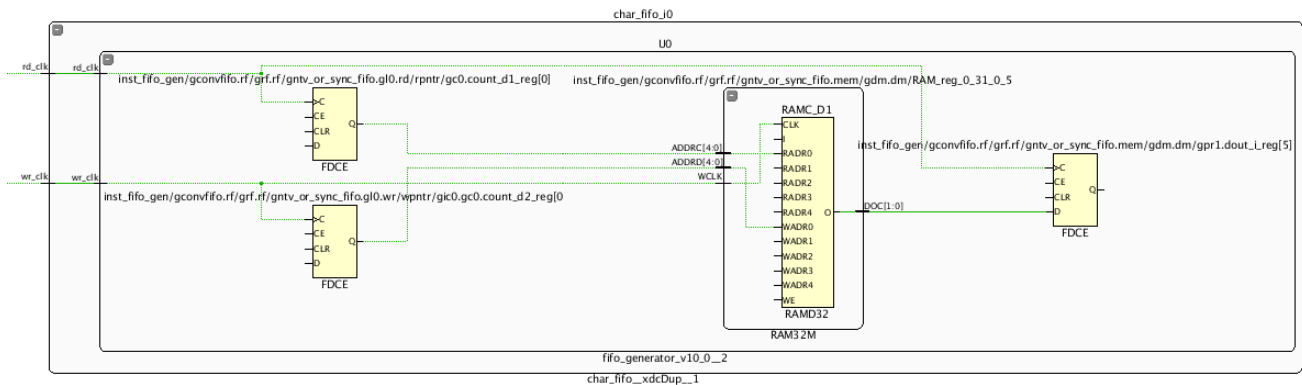 char_fifo_i0
U0
rd_clk
rd_clk
inst_fifo_gen/gconvfifo.rf/grf.rf/gntv_or_sync_fifo.gl0.rd/rpntr/gc0.count_d1_reg[0]
inst_fifo_gen/gconvfifo.rf/grf.rf/gntv_or_sync_fifo.mem/gdm.dm/RAM_reg_0_31_0_5
C
CE
CLR
D
Q
FDCE
RAMC_D1
CLK
I
RADR0
RADR1
RADR2
RADR3
RADR4
WADR0
WADR1
WADR2
WADR3
WADR4
WE
O
RAMD32
RAM32M
ADDRC[4:0]
ADDRD[4:0]
WCLK
DOC[1:0]
inst_fifo_gen/gconvfifo.rf/grf.rf/gntv_or_sync_fifo.mem/gdm.dm/gpr1.dout_i_reg[5]
C
CE
CLR
D
Q
FDCE
wr_clk
wr_clk
inst_fifo_gen/gconvfifo.rf/grf.rf/gntv_or_sync_fifo.gl0.wr/wpntr/gic0.gc0.count_d2_reg[0
C
CE
CLR
D
Q
FDCE
fifo_generator_v10_0__2
char_fifo__xdcDup__1